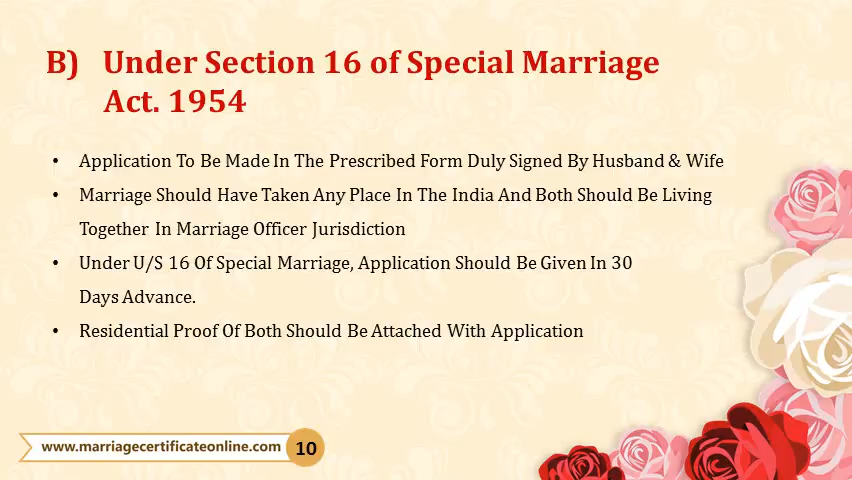 B) Under Section 16 of Special Marriage
Act. 1954
• Application To Be Made In The Prescribed Form Duly Signed By Husband & Wife
• Marriage Should Have Taken Any Place In The India And Both Should Be Living
Together In Marriage Officer Jurisdiction
• Under U/S 16 Of Special Marriage, Application Should Be Given In 30
Days Advance.
• Residential Proof Of Both Should Be Attached With Application
www.marriagecertificateonline.com 10